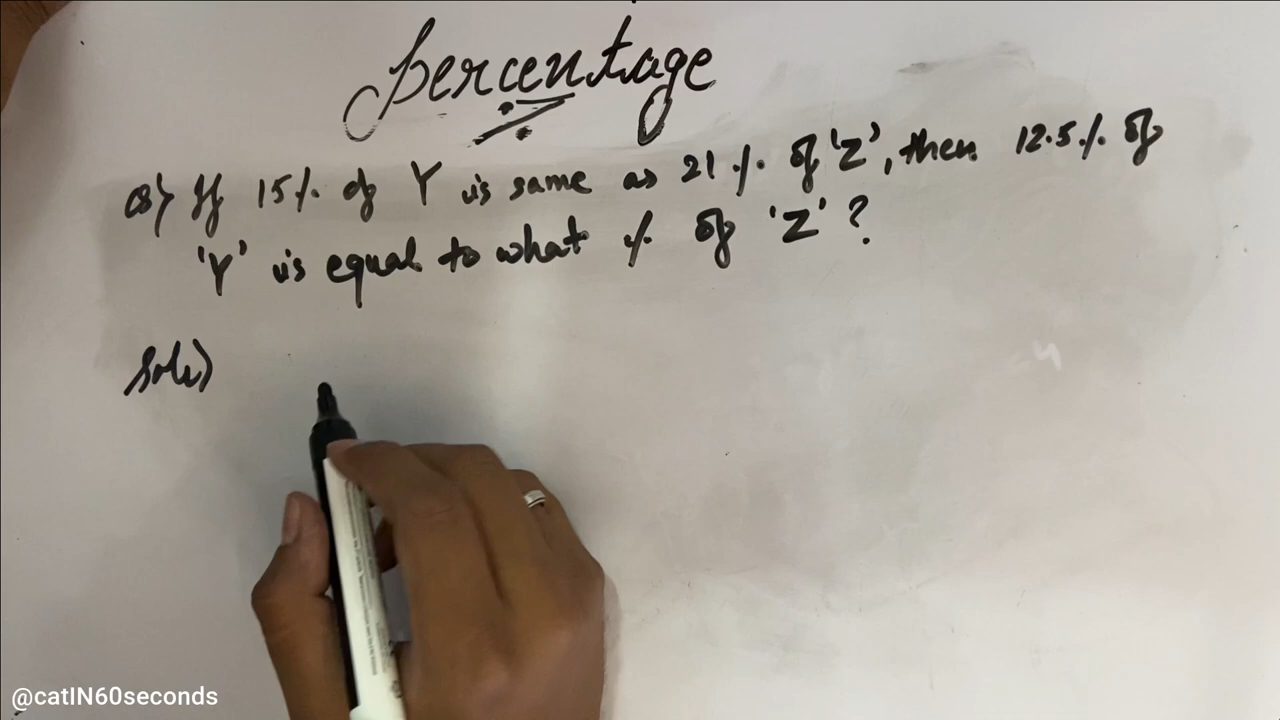 Percentage
Q) If 15% of Y is same as 21% of 'Z', then 12.5% of
'Y' is equal to what % of 'Z' ?
Sol:)
@catIN60seconds